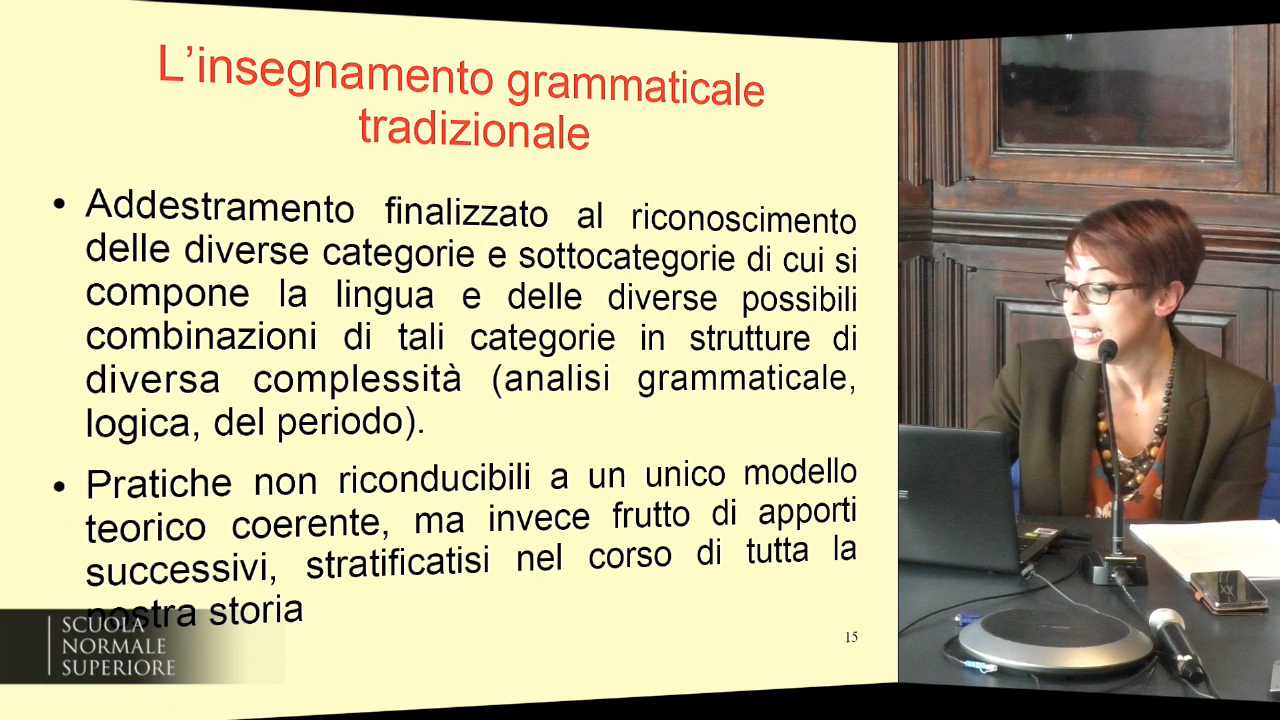 L'insegnamento grammaticale
tradizionale
• Addestramento finalizzato al riconoscimento
delle diverse categorie e sottocategorie di cui si
compone la lingua e delle diverse possibili
combinazioni di tali categorie in strutture di
diversa complessità (analisi grammaticale,
logica, del periodo).
• Pratiche non riconducibili a un unico modello
teorico coerente, ma invece frutto di apporti
successivi, stratificatisi nel corso di tutta la
nostra storia
15
SCUOLA
NORMALE
SUPERIORE